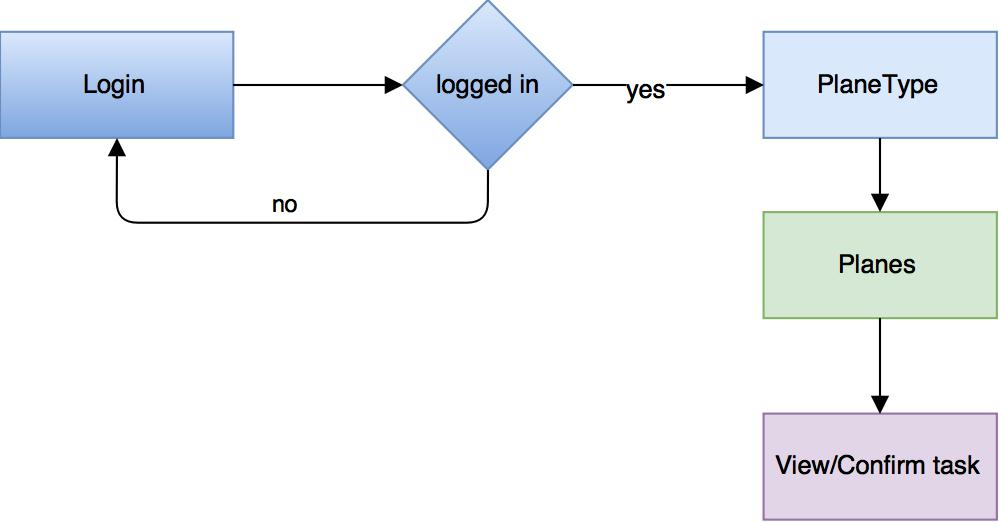 Login
logged in
yes
PlaneType
no
Planes
View/Confirm task